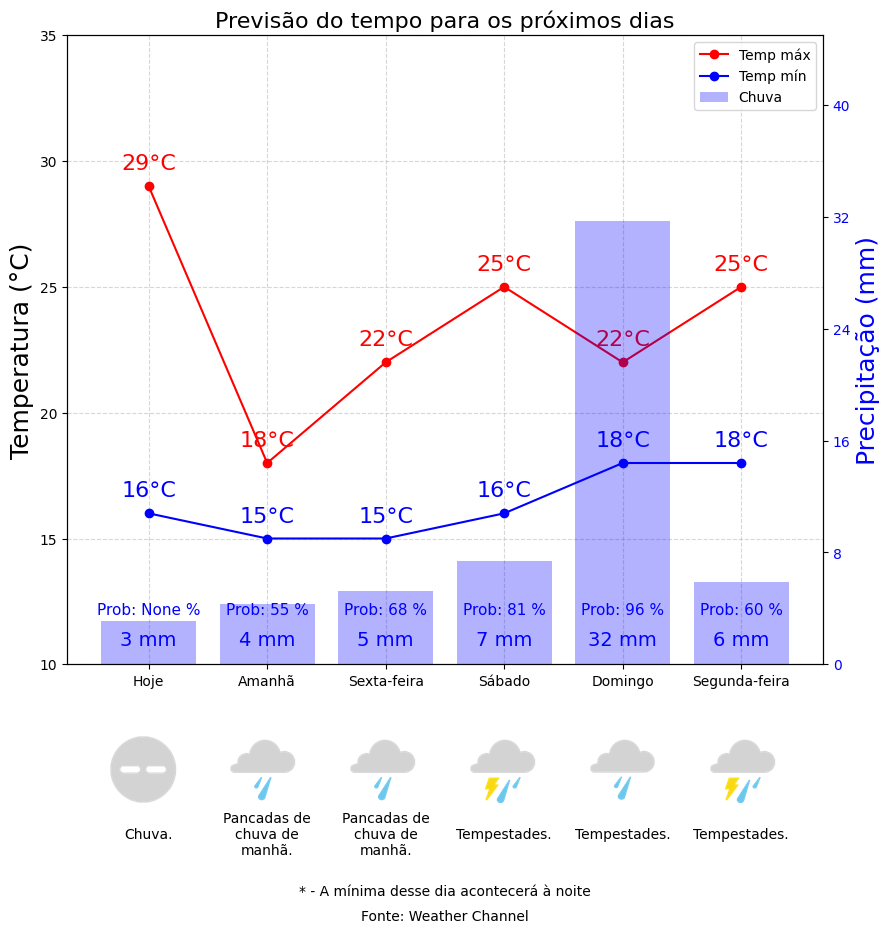 Previsão do tempo para os próximos dias
Temperatura (°C)
Precipitação (mm)
35
30
25
20
15
10
40
32
24
16
8
0
Temp máx
Temp mín
Chuva
29°C
18°C
22°C
25°C
22°C
25°C
16°C
15°C
15°C
16°C
18°C
18°C
Prob: None %
Prob: 55 %
Prob: 68 %
Prob: 81 %
Prob: 96 %
Prob: 60 %
3 mm
4 mm
5 mm
7 mm
32 mm
6 mm
Hoje
Amanhã
Sexta-feira
Sábado
Domingo
Segunda-feira
Chuva.
Pancadas de
chuva de
manhã.
Pancadas de
chuva de
manhã.
Tempestades.
Tempestades.
Tempestades.
* - A mínima desse dia acontecerá à noite
Fonte: Weather Channel